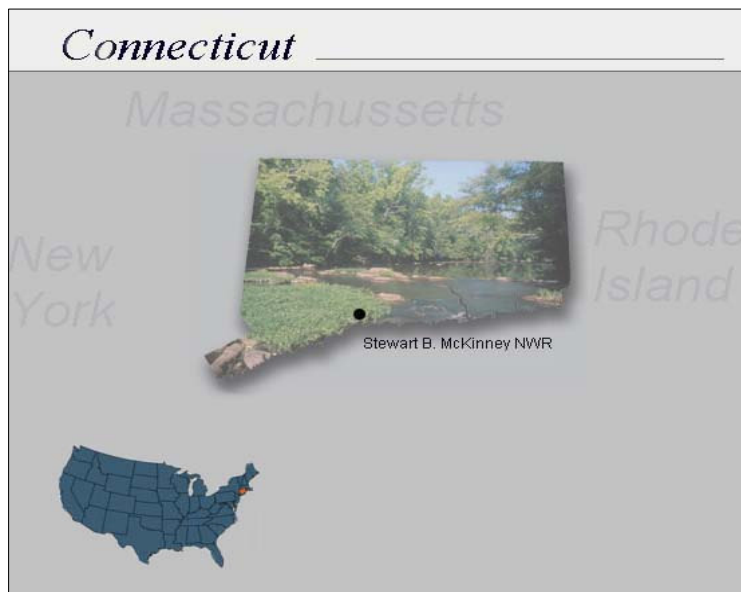 Connecticut
Massachussetts
New
York
Rhode
Island
Stewart B. McKinney NWR